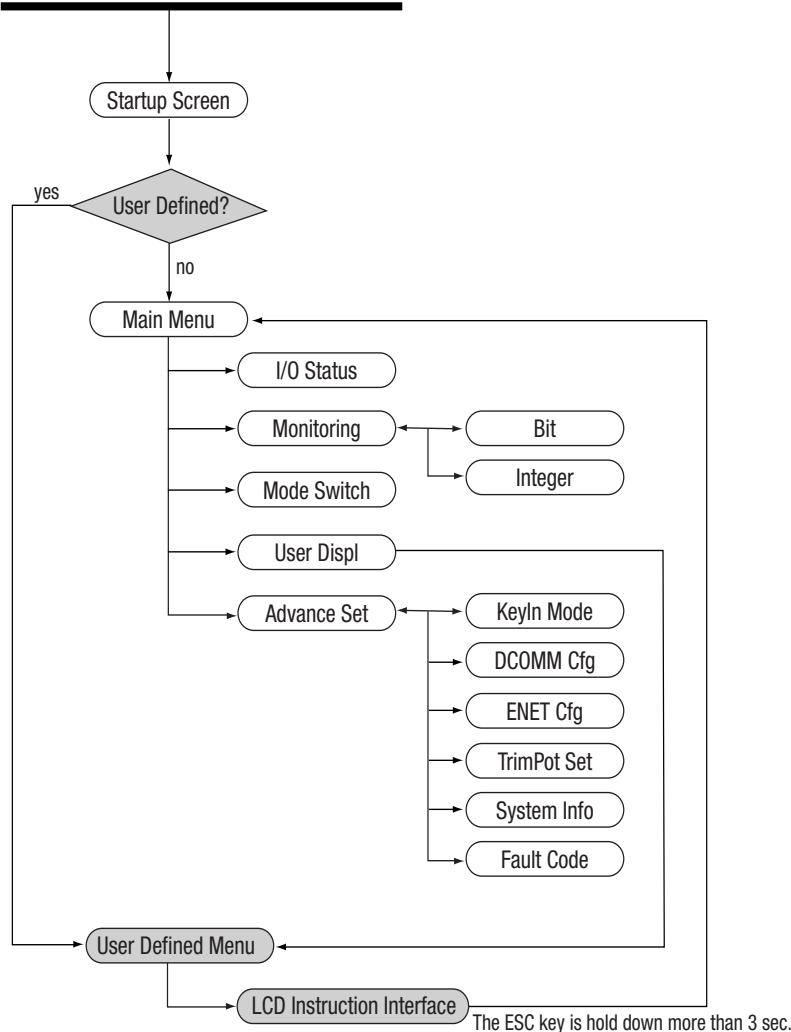 Startup Screen
yes
User Defined?
no
Main Menu
I/O Status
Monitoring
Bit
Integer
Mode Switch
User Displ
Advance Set
KeyIn Mode
DCOMM Cfg
ENET Cfg
TrimPot Set
System Info
Fault Code
User Defined Menu
LCD Instruction Interface
The ESC key is hold down more than 3 sec.